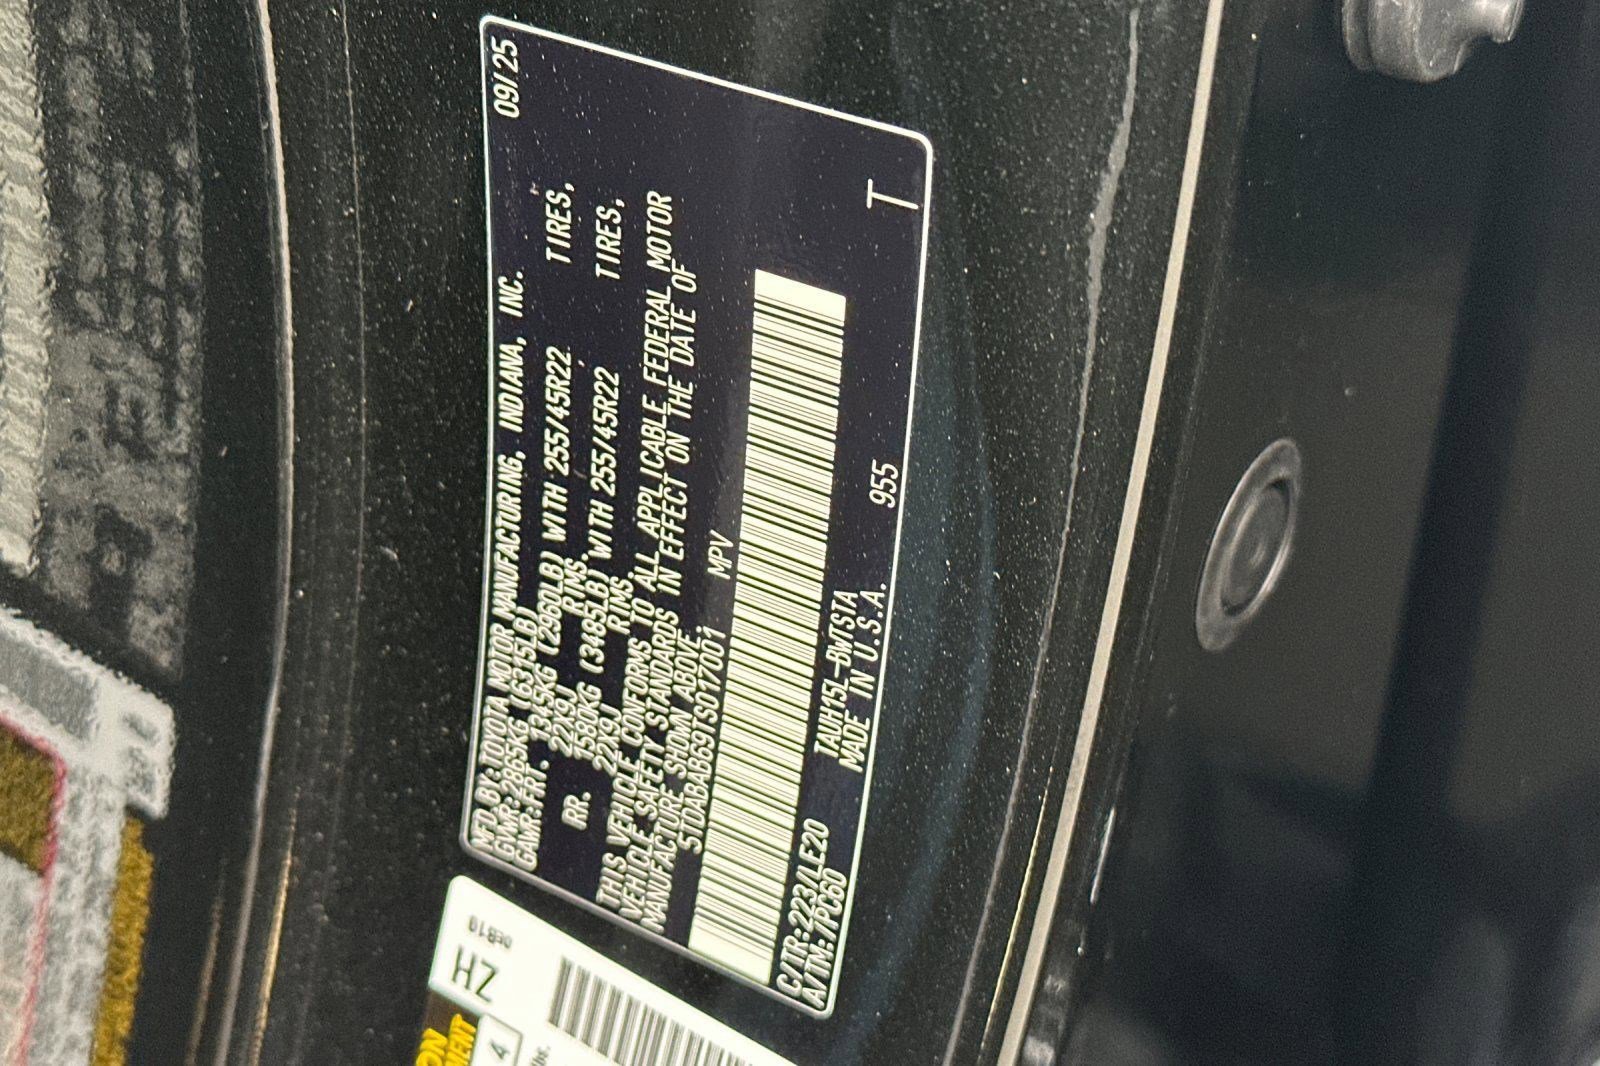 MFD.BY:TOYOTA MOTOR MANUFACTURING, INDIANA, INC. 09/25
GVWR:2865KG (6315LB)
GAWR:FRT. 1345KG (2960LB) WITH 255/45R22 TIRES,
22X9J RIMS.
RR. 1580KG (3485LB) WITH 255/45R22 TIRES,
22X9J RIMS.
THIS VEHICLE CONFORMS TO ALL APPLICABLE FEDERAL MOTOR
VEHICLE SAFETY STANDARDS IN EFFECT ON THE DATE OF
MANUFACTURE SHOWN ABOVE.
5TDABAB69TS017001 MPV
C/TR:223/LE20 TAUH15L-BWTSTA 955 T
A/TM:7PC60 MADE IN U.S.A.
0EB10
ZH
4